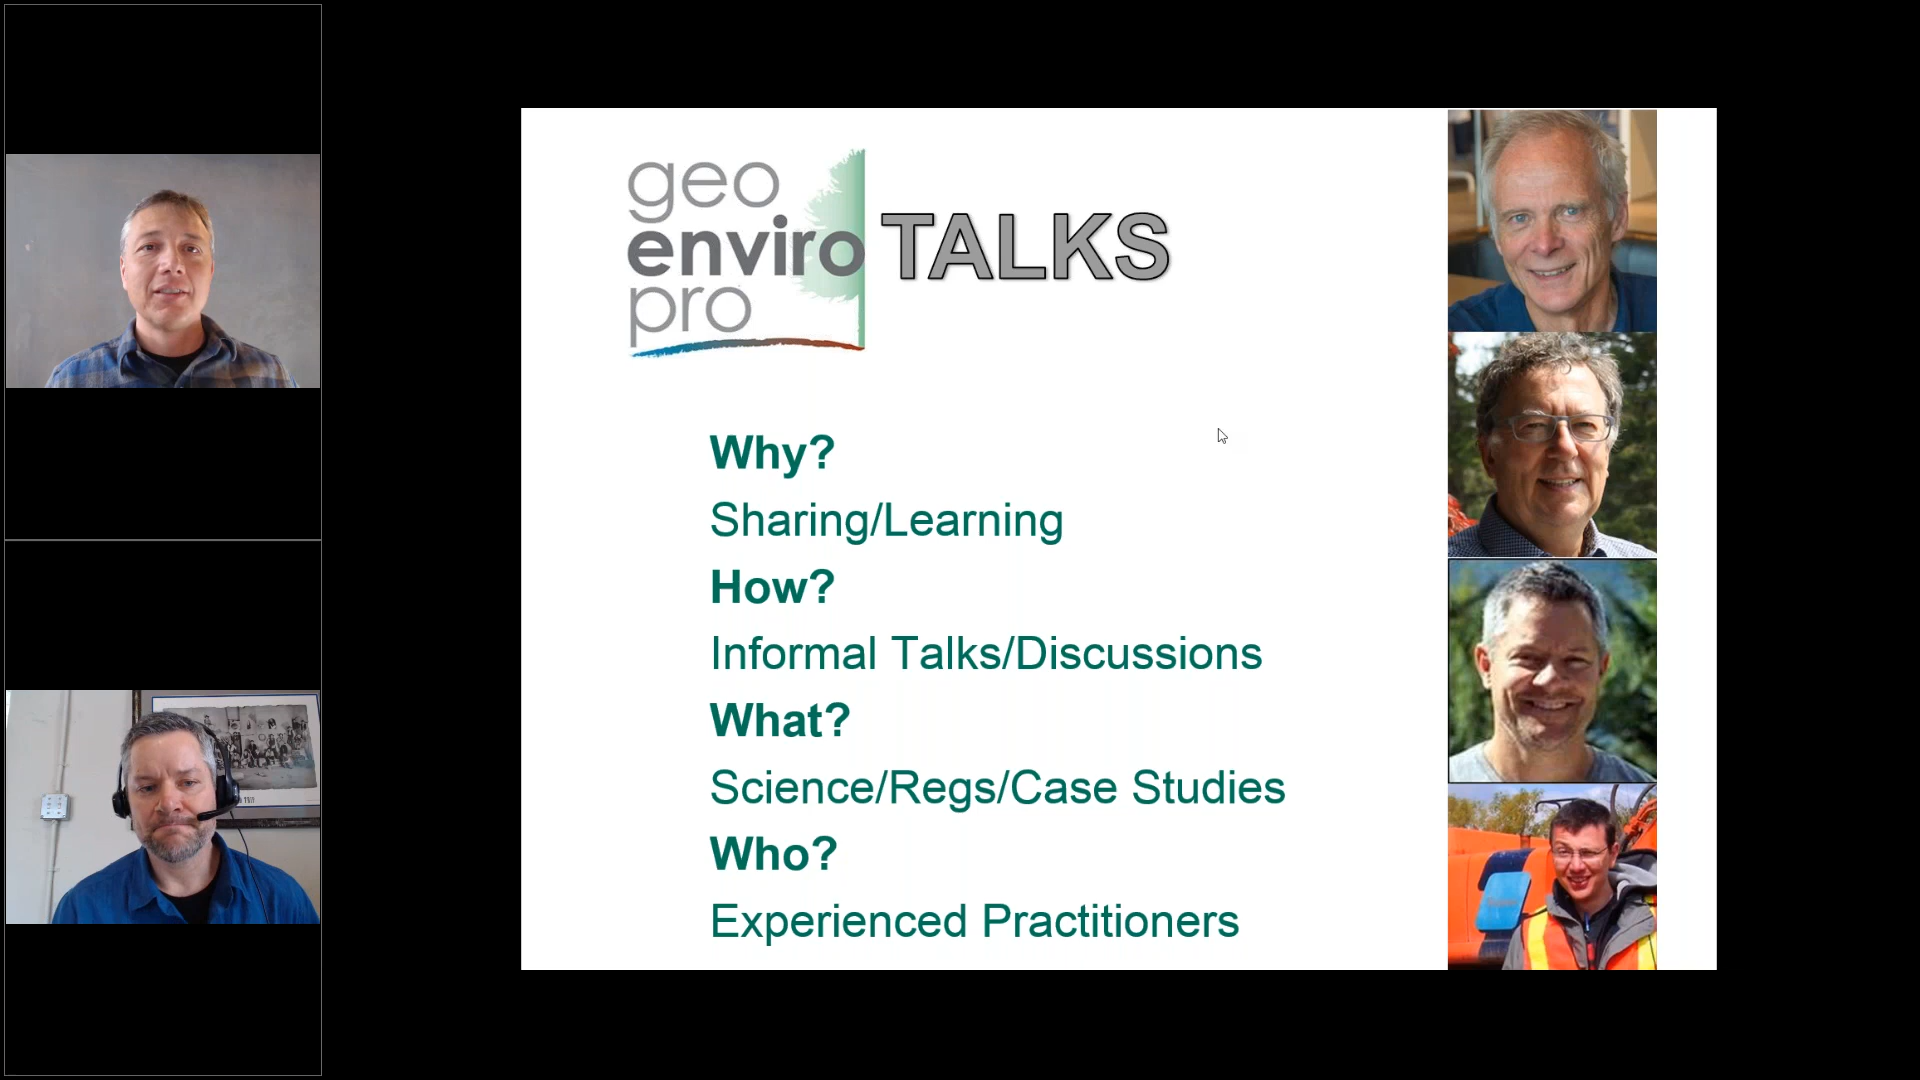 geo
enviro TALKS
pro
Why?
Sharing/Learning
How?
Informal Talks/Discussions
What?
Science/Regs/Case Studies
Who?
Experienced Practitioners